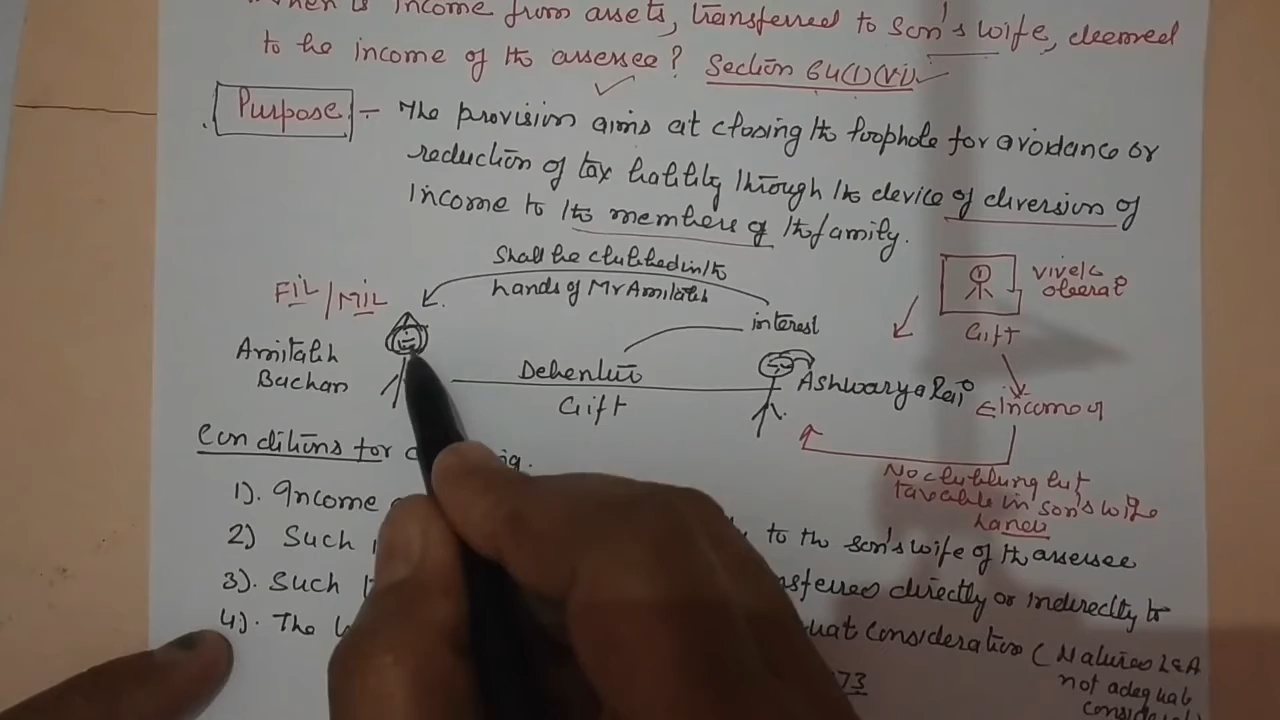 When is income from assets, transferred to Son's wife, deemed
to be income of the assessee? Section 64(1)(vi)
Purpose - The provision aims at closing the loophole for avoidance or
reduction of tax liability through the device of diversion of
Income to the members of the family.
Shall be clubbed in the
hands of Mr Amitabh
FIL/MIL
Amitabh
Bachan
Debenture
Gift
interest
Ashwarya Rai
Vivek
Oberai
Gift
Income
No clubbing but
taxable in son's wife
hands
Conditions for
1). Income
2) Such to the son's wife of the assessee
3). Such directly or indirectly to
4). The consideration (Natural L&A
not adequate
73